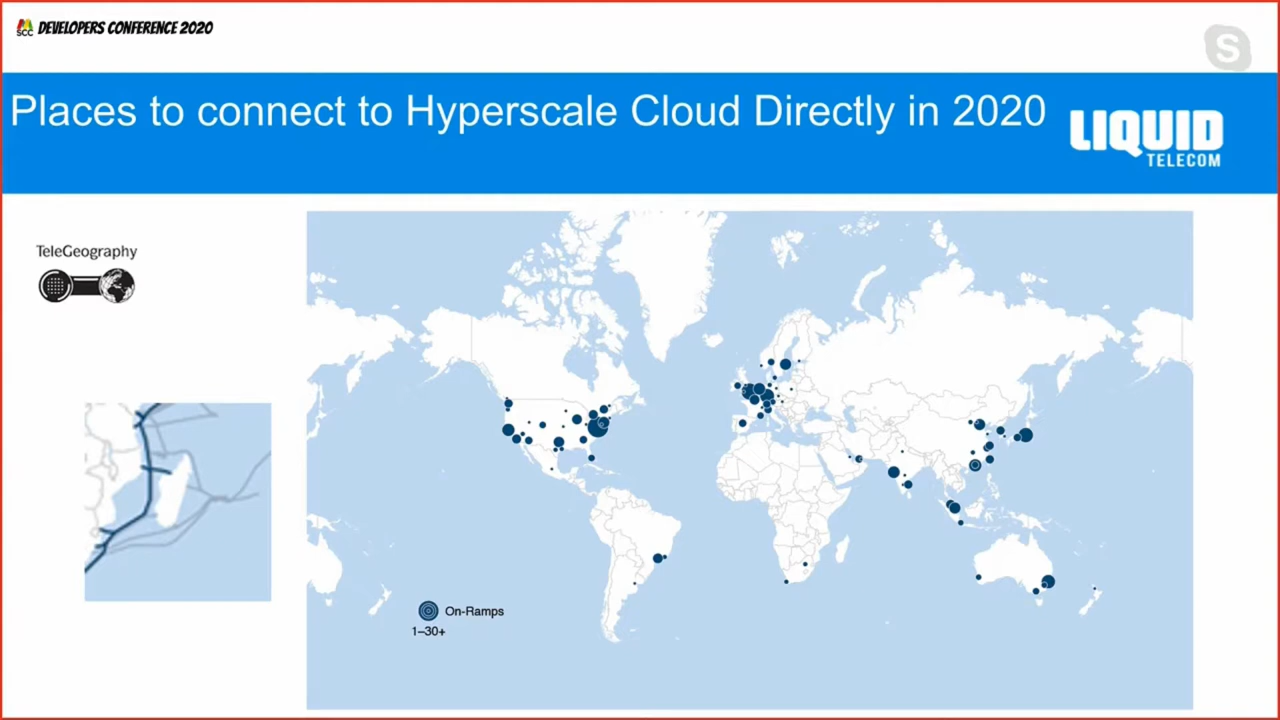 SCC DEVELOPERS CONFERENCE 2020
S
Places to connect to Hyperscale Cloud Directly in 2020
LIQUID
TELECOM
TeleGeography
On-Ramps
1–30+